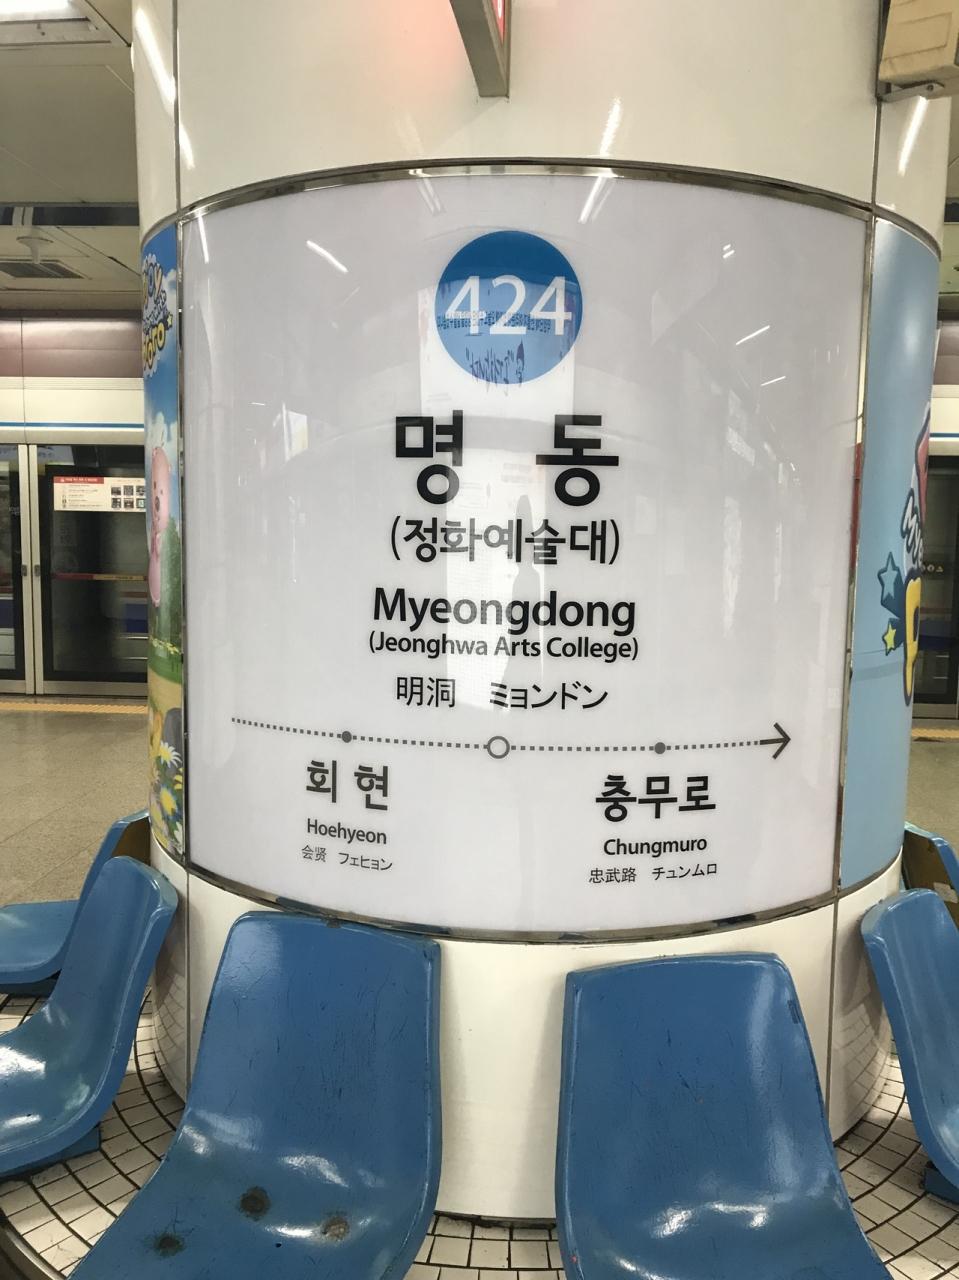 424
명 동
(정화예술대)
Myeongdong
(Jeonghwa Arts College)
明洞 ミョンドン
회 현
Hoehyeon
会贤 フェヒョン
충무로
Chungmuro
忠武路 チュンムロ